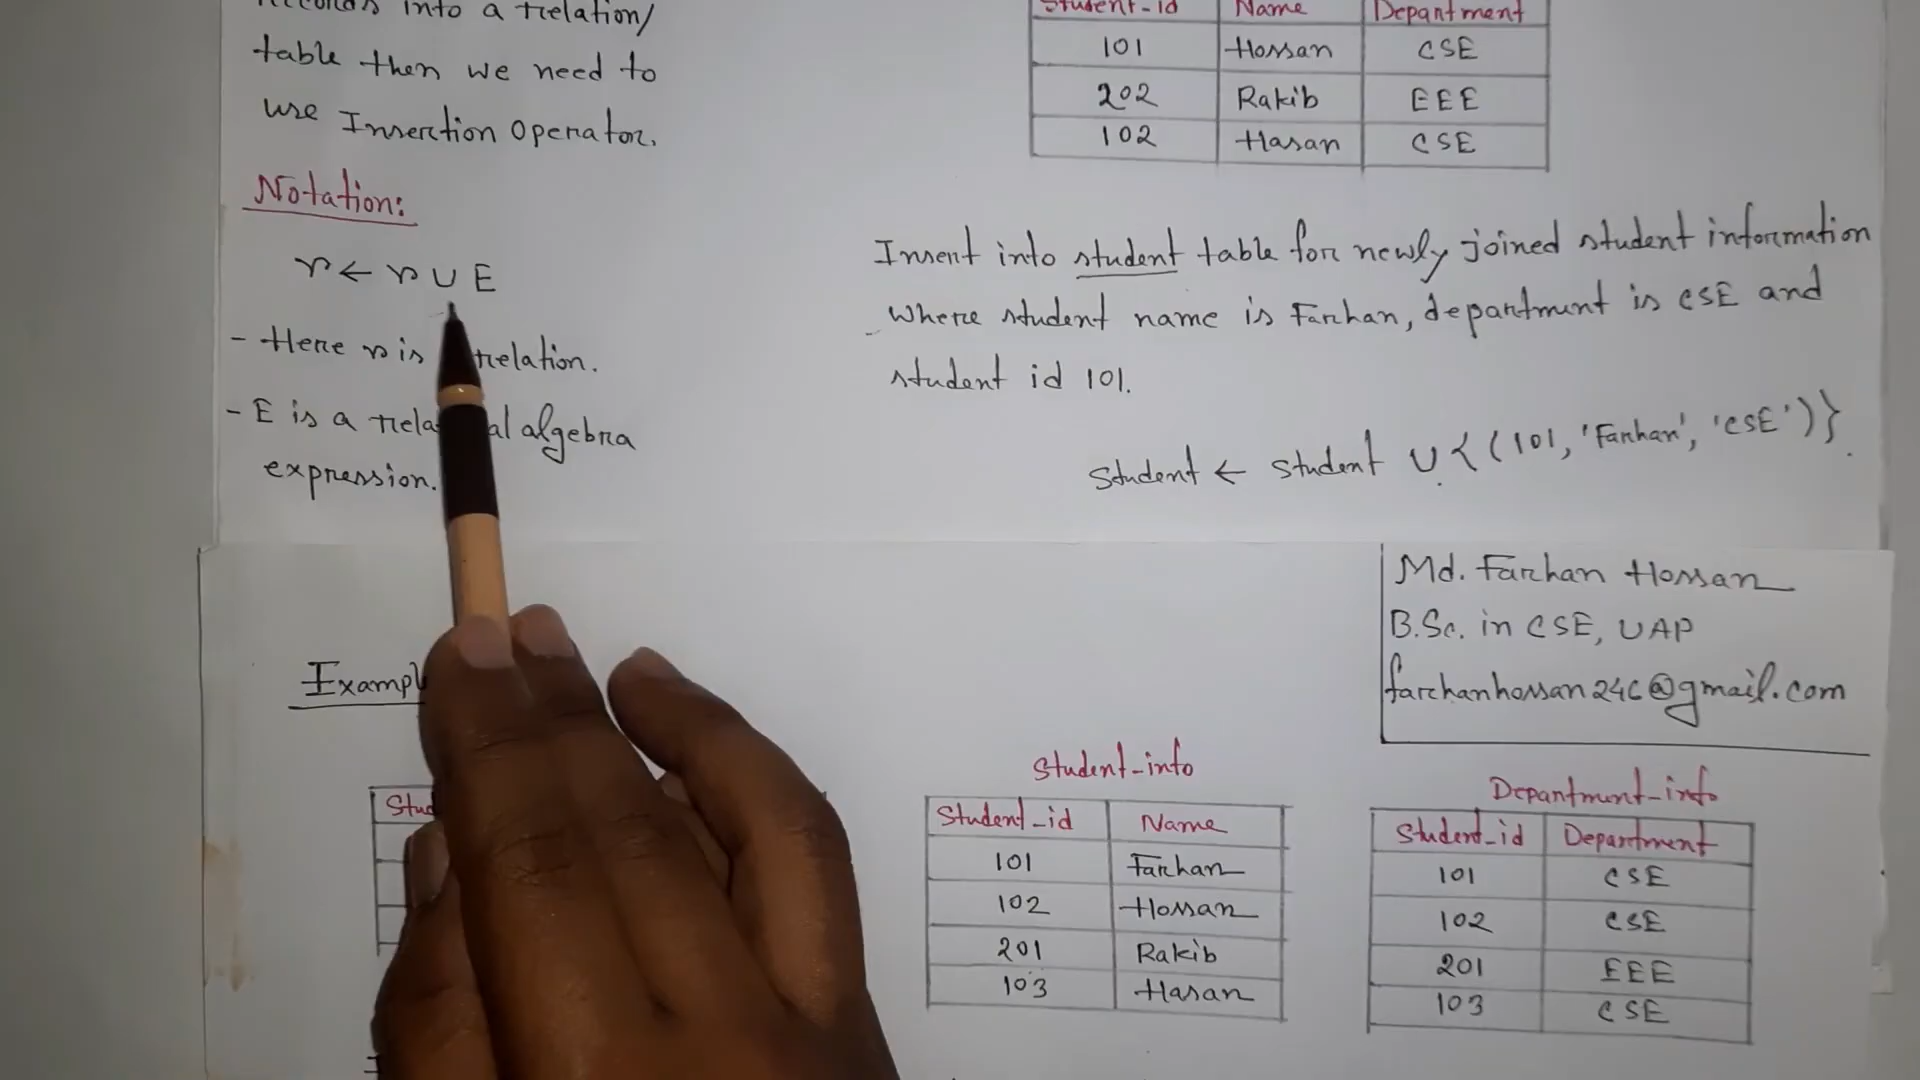 into a relation/
table then we need to
use Insertion Operator.
Notation:
r ← r ∪ E
- Here r is relation.
- E is a al algebra
expression.
Student-id Name Department
101 Hossan CSE
202 Rakib EEE
102 Hasan CSE
Insert into student table for newly joined student information
where student name is Farhan, department is CSE and
student id 101.
Student ← student ∪ {(101, 'Farhan', 'CSE')}
Md. Farhan Hossan
B.Sc. in CSE, UAP
farhanhossan246@gmail.com
Student-info
Student_id Name
101 Farhan
102 Hossan
201 Rakib
103 Hasan
Department-info
Student_id Department
101 CSE
102 CSE
201 EEE
103 CSE